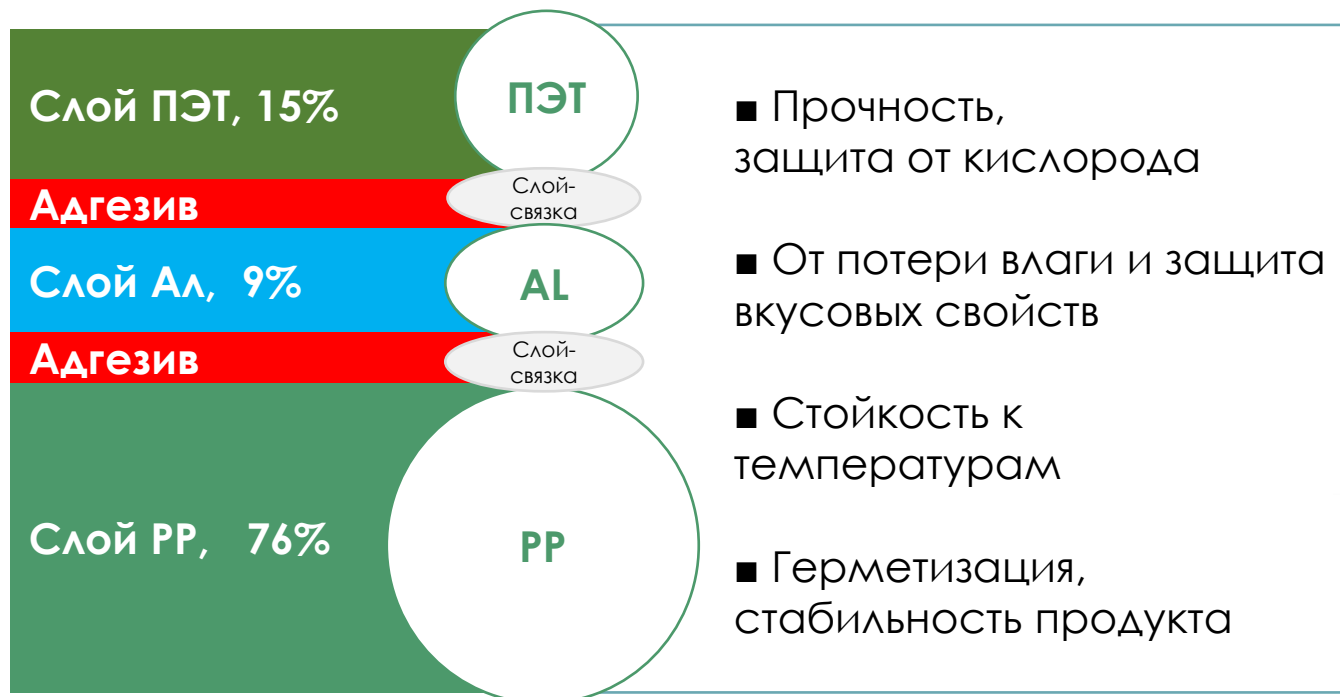 Слой ПЭТ, 15%
ПЭТ
Адгезив
Слой-
связка
Слой Ал, 9%
AL
Адгезив
Слой-
связка
Слой PP, 76%
PP
■ Прочность,
защита от кислорода
■ От потери влаги и защита
вкусовых свойств
■ Стойкость к
температурам
■ Герметизация,
стабильность продукта